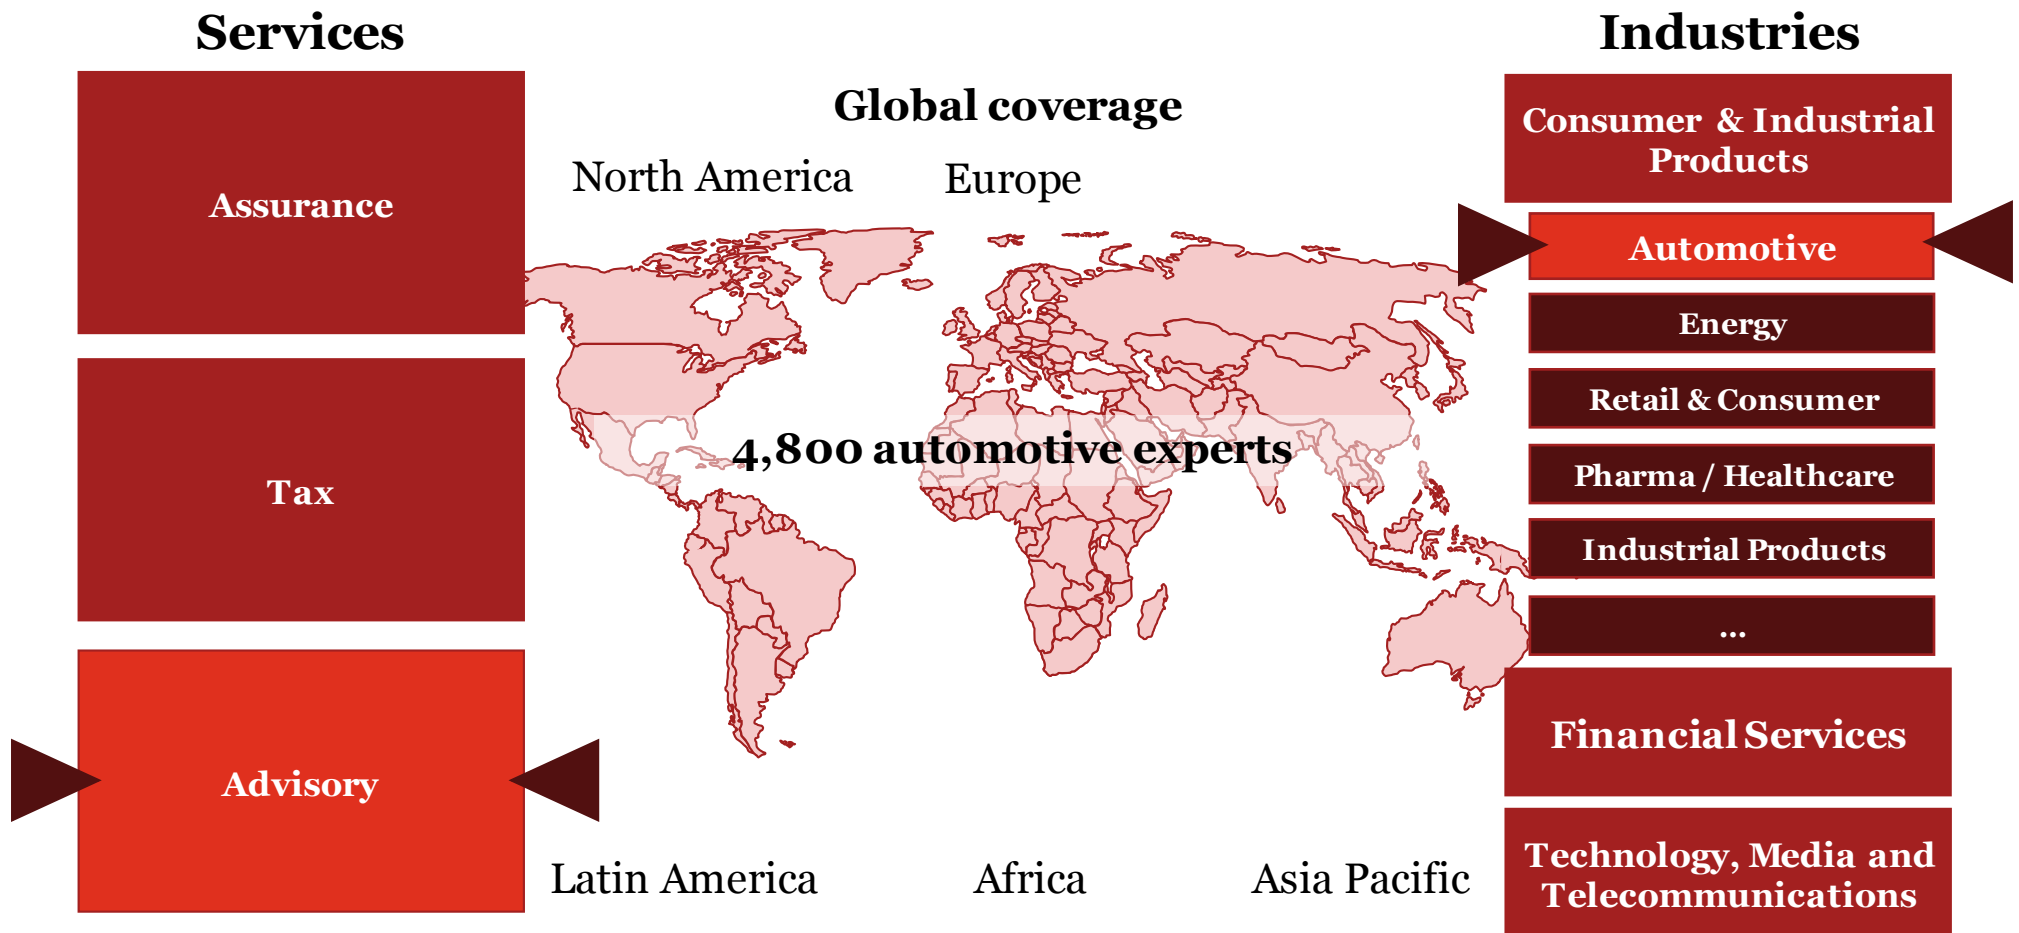 Services
Assurance
Tax
Advisory
Global coverage
North America
Europe
4,800 automotive experts
Latin America
Africa
Asia Pacific
Industries
Consumer & Industrial
Products
Automotive
Energy
Retail & Consumer
Pharma / Healthcare
Industrial Products
...
Financial Services
Technology, Media and
Telecommunications